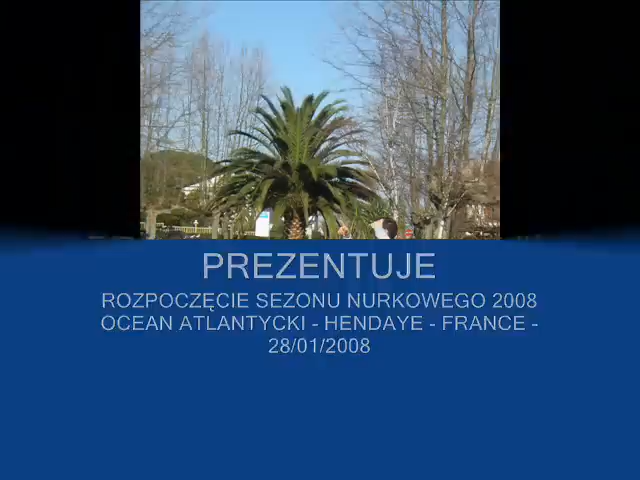 PREZENTUJE
ROZPOCZĘCIE SEZONU NURKOWEGO 2008
OCEAN ATLANTYCKI - HENDAYE - FRANCE -
28/01/2008